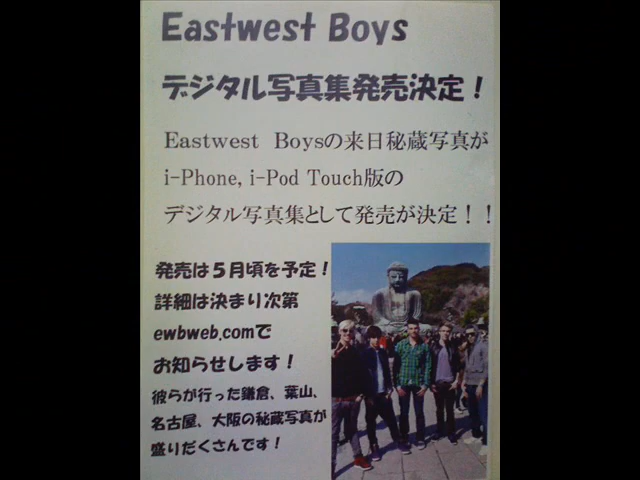 Eastwest Boys
デジタル写真集発売決定！
Eastwest Boysの来日秘蔵写真が
i-Phone, i-Pod Touch版の
デジタル写真集として発売が決定！！
発売は５月頃を予定！
詳細は決まり次第
ewbweb.comで
お知らせします！
彼らが行った鎌倉、葉山、
名古屋、大阪の秘蔵写真が
盛りだくさんです！